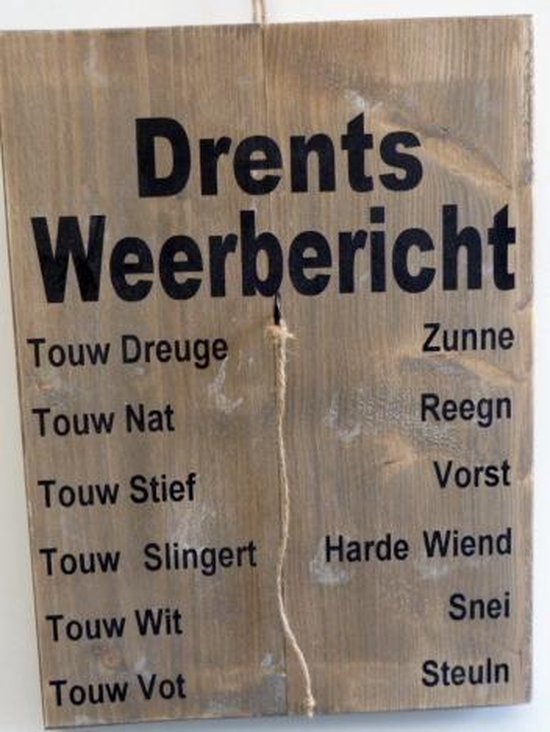 Drents
Weerbericht
Touw Dreuge Zunne
Touw Nat Reegn
Touw Stief Vorst
Touw Slingert Harde Wiend
Touw Wit Snei
Touw Vot Steuln